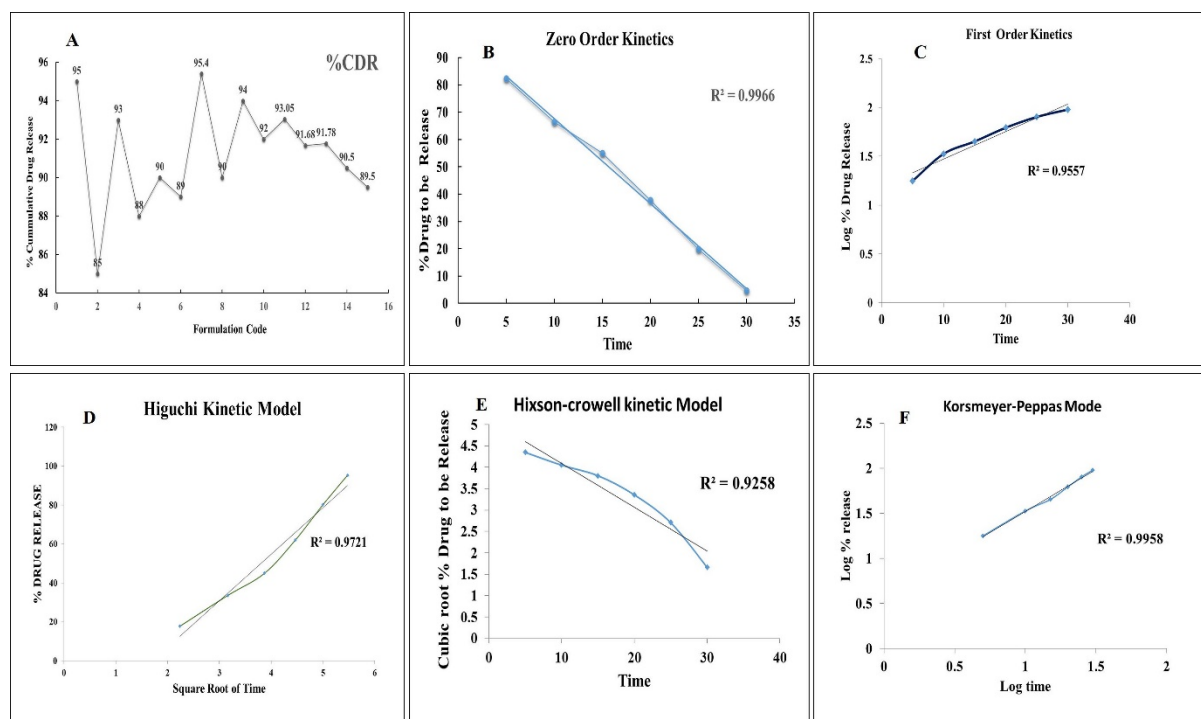 A
%CDR
% Cummulative Drug Release
96
94
92
90
88
86
84
95
85
93
88
90
89
95.4
90
94
92
93.05
91.68
91.78
90.5
89.5
0 2 4 6 8 10 12 14 16
Formulation Code
B
Zero Order Kinetics
R² = 0.9966
%Drug to be Release
90
80
70
60
50
40
30
20
10
0
0 5 10 15 20 25 30 35
Time
C
First Order Kinetics
R² = 0.9557
Log % Drug Release
2.5
2
1.5
1
0.5
0
0 10 20 30 40
Time
D
Higuchi Kinetic Model
R² = 0.9721
% DRUG RELEASE
120
100
80
60
40
20
0
0 1 2 3 4 5 6
Square Root of Time
E
Hixson-crowell kinetic Model
R² = 0.9258
Cubic root % Drug to be Release
5
4.5
4
3.5
3
2.5
2
1.5
1
0.5
0
0 10 20 30 40
Time
F
Korsmeyer-Peppas Mode
R² = 0.9958
Log % release
2.5
2
1.5
1
0.5
0
0 0.5 1 1.5 2
Log time